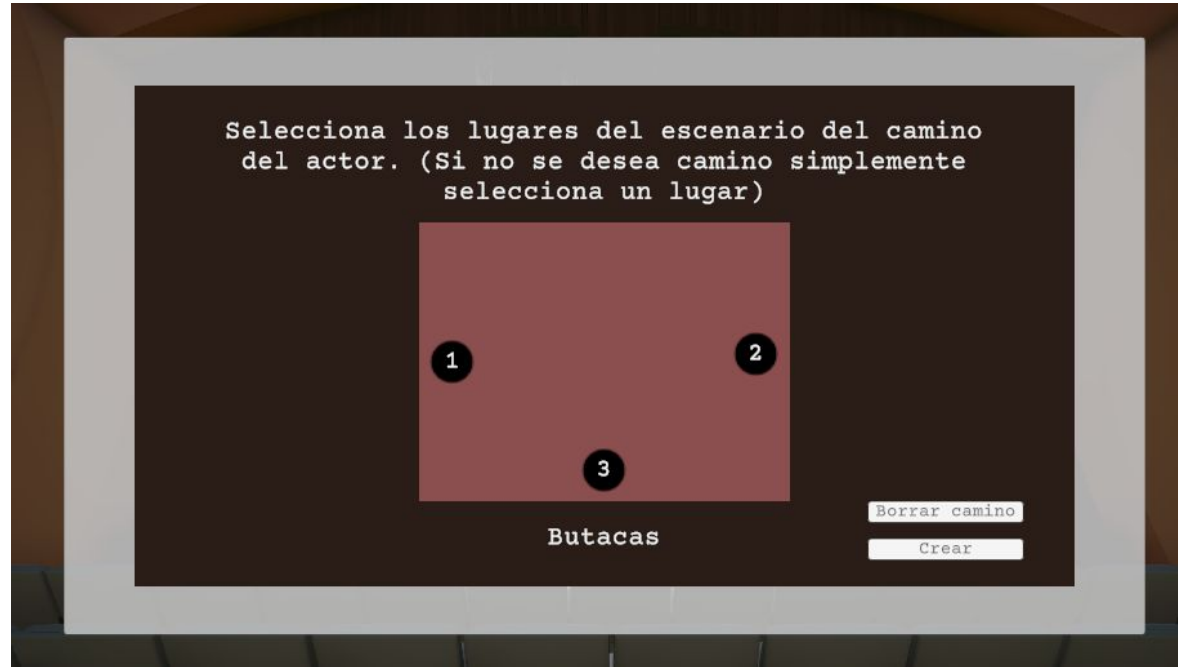 Selecciona los lugares del escenario del camino
del actor. (Si no se desea camino simplemente
selecciona un lugar)
1
2
3
Butacas
Borrar camino
Crear